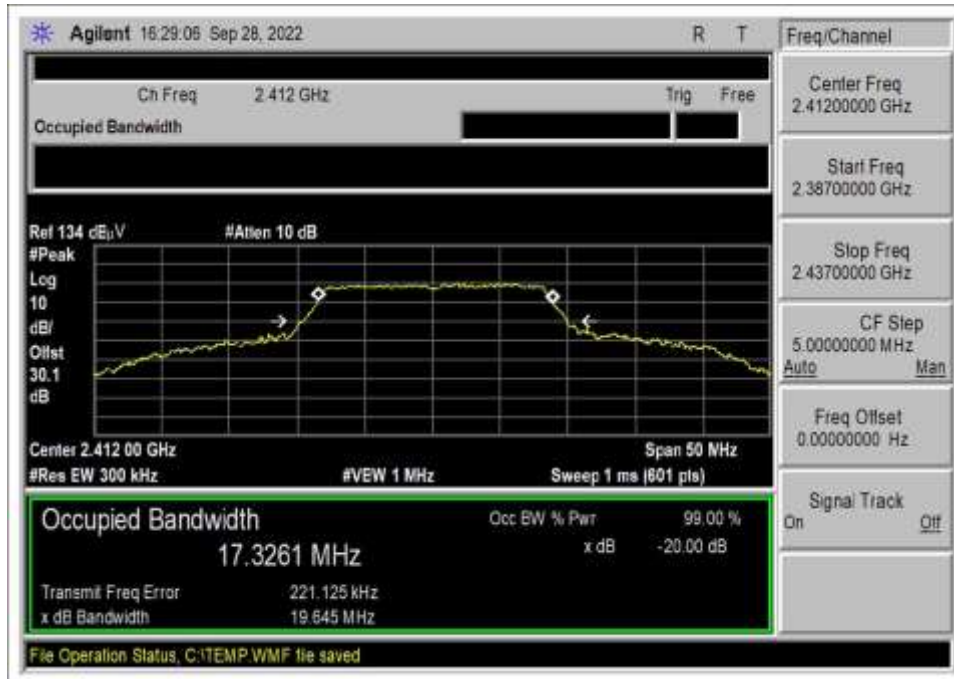 Agilent 16:29:06 Sep 28, 2022 R T
Freq/Channel
Ch Freq 2.412 GHz Trig Free
Occupied Bandwidth
Center Freq
2.41200000 GHz
Start Freq
2.38700000 GHz
Stop Freq
2.43700000 GHz
CF Step
5.00000000 MHz
Auto Man
Freq Offset
0.00000000 Hz
Signal Track
On Off
Ref 134 dBµV #Atten 10 dB
#Peak
Log
10
dB/
Offst
30.1
dB
Center 2.412 00 GHz Span 50 MHz
#Res BW 300 kHz #VBW 1 MHz Sweep 1 ms (601 pts)
Occupied Bandwidth Occ BW % Pwr 99.00 %
17.3261 MHz x dB -20.00 dB
Transmit Freq Error 221.125 kHz
x dB Bandwidth 19.645 MHz
File Operation Status, C:\TEMP.WMF file saved